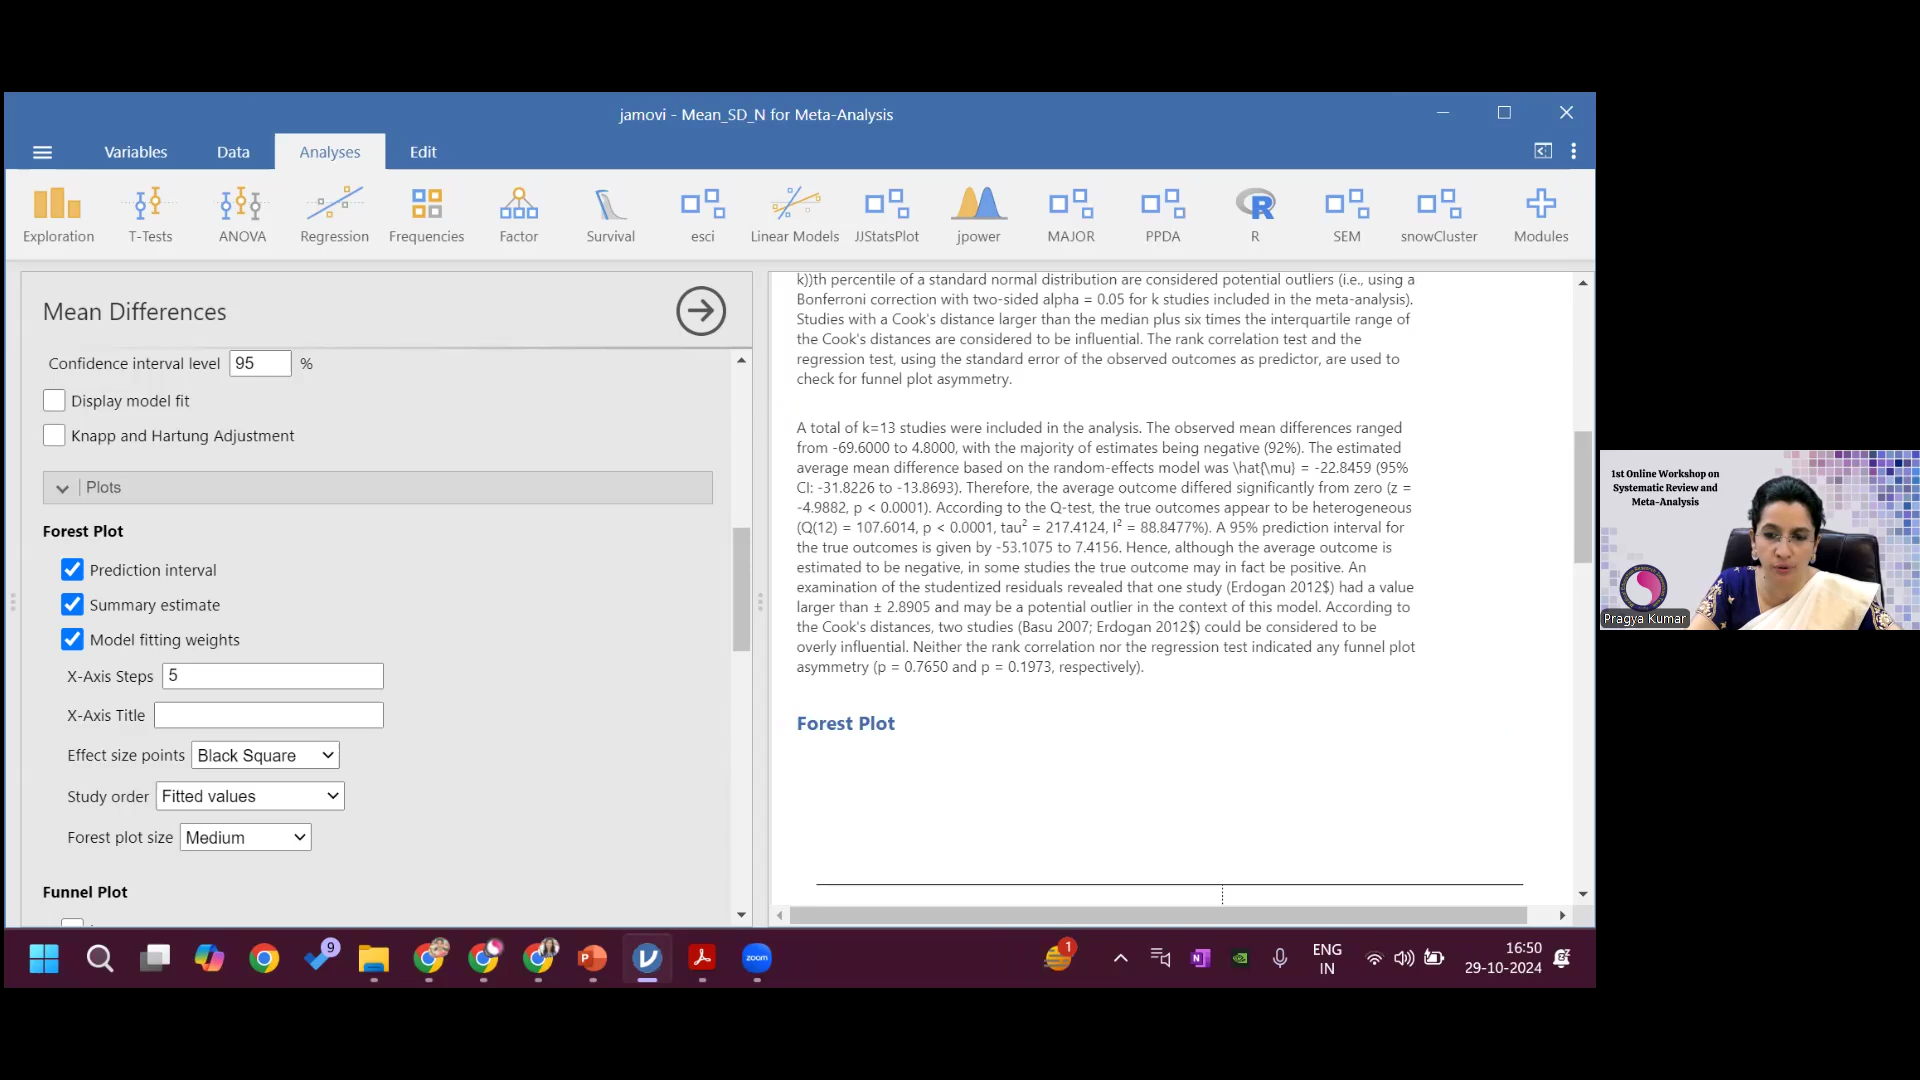 jamovi - Mean_SD_N for Meta-Analysis
Variables
Data
Analyses
Edit
Exploration
T-Tests
ANOVA
Regression
Frequencies
Factor
Survival
esci
Linear Models
JJStatsPlot
jpower
MAJOR
PPDA
R
SEM
snowCluster
Modules
Mean Differences
Confidence interval level 95 %
Display model fit
Knapp and Hartung Adjustment
Plots
Forest Plot
Prediction interval
Summary estimate
Model fitting weights
X-Axis Steps 5
X-Axis Title
Effect size points Black Square
Study order Fitted values
Forest plot size Medium
Funnel Plot
k))th percentile of a standard normal distribution are considered potential outliers (i.e., using a
Bonferroni correction with two-sided alpha = 0.05 for k studies included in the meta-analysis).
Studies with a Cook's distance larger than the median plus six times the interquartile range of
the Cook's distances are considered to be influential. The rank correlation test and the
regression test, using the standard error of the observed outcomes as predictor, are used to
check for funnel plot asymmetry.
A total of k=13 studies were included in the analysis. The observed mean differences ranged
from -69.6000 to 4.8000, with the majority of estimates being negative (92%). The estimated
average mean difference based on the random-effects model was \hat{\mu} = -22.8459 (95%
CI: -31.8226 to -13.8693). Therefore, the average outcome differed significantly from zero (z =
-4.9882, p < 0.0001). According to the Q-test, the true outcomes appear to be heterogeneous
(Q(12) = 107.6014, p < 0.0001, tau² = 217.4124, I² = 88.8477%). A 95% prediction interval for
the true outcomes is given by -53.1075 to 7.4156. Hence, although the average outcome is
estimated to be negative, in some studies the true outcome may in fact be positive. An
examination of the studentized residuals revealed that one study (Erdogan 2012$) had a value
larger than ± 2.8905 and may be a potential outlier in the context of this model. According to
the Cook's distances, two studies (Basu 2007; Erdogan 2012$) could be considered to be
overly influential. Neither the rank correlation nor the regression test indicated any funnel plot
asymmetry (p = 0.7650 and p = 0.1973, respectively).
Forest Plot
1st Online Workshop on
Systematic Review and
Meta-Analysis
Pragya Kumar
9
P
zoom
1
N
ENG
IN
16:50
29-10-2024